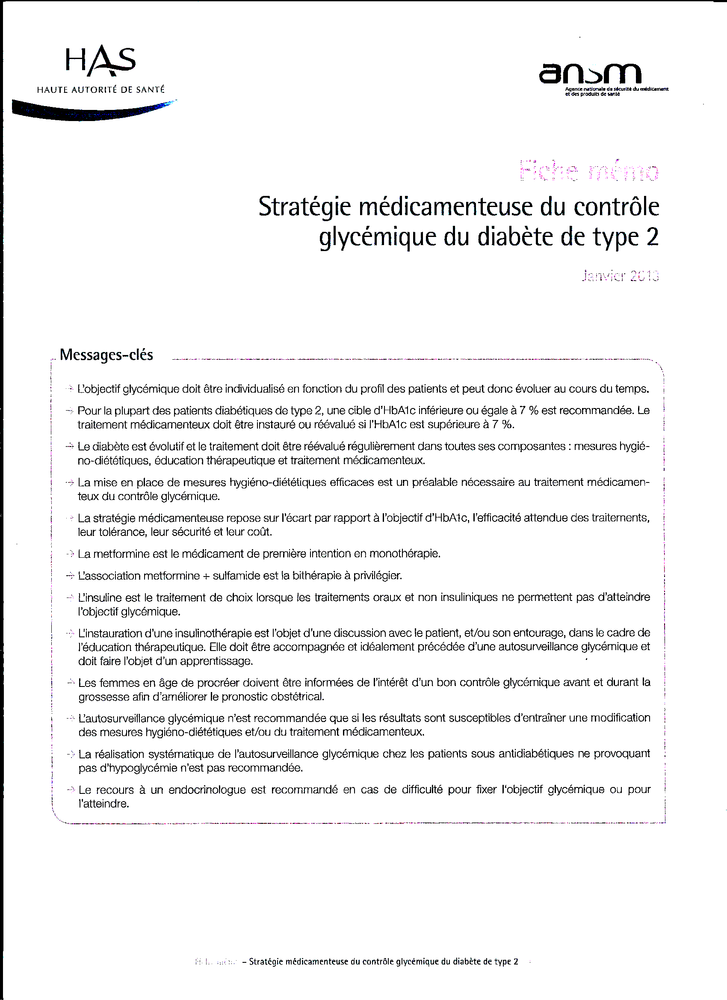 HAS
HAUTE AUTORITÉ DE SANTÉ
ansm
Agence nationale de sécurité du médicament
et des produits de santé
Fiche mémo
Stratégie médicamenteuse du contrôle
glycémique du diabète de type 2
Janvier 2013
Messages-clés
→ L'objectif glycémique doit être individualisé en fonction du profil des patients et peut donc évoluer au cours du temps.
→ Pour la plupart des patients diabétiques de type 2, une cible d'HbA1c inférieure ou égale à 7 % est recommandée. Le
traitement médicamenteux doit être instauré ou réévalué si l'HbA1c est supérieure à 7 %.
→ Le diabète est évolutif et le traitement doit être réévalué régulièrement dans toutes ses composantes : mesures hygié-
no-diététiques, éducation thérapeutique et traitement médicamenteux.
→ La mise en place de mesures hygiéno-diététiques efficaces est un préalable nécessaire au traitement médicamen-
teux du contrôle glycémique.
→ La stratégie médicamenteuse repose sur l'écart par rapport à l'objectif d'HbA1c, l'efficacité attendue des traitements,
leur tolérance, leur sécurité et leur coût.
→ La metformine est le médicament de première intention en monothérapie.
→ L'association metformine + sulfamide est la bithérapie à privilégier.
→ L'insuline est le traitement de choix lorsque les traitements oraux et non insuliniques ne permettent pas d'atteindre
l'objectif glycémique.
→ L'instauration d'une insulinothérapie est l'objet d'une discussion avec le patient, et/ou son entourage, dans le cadre de
l'éducation thérapeutique. Elle doit être accompagnée et idéalement précédée d'une autosurveillance glycémique et
doit faire l'objet d'un apprentissage.
→ Les femmes en âge de procréer doivent être informées de l'intérêt d'un bon contrôle glycémique avant et durant la
grossesse afin d'améliorer le pronostic obstétrical.
→ L'autosurveillance glycémique n'est recommandée que si les résultats sont susceptibles d'entraîner une modification
des mesures hygiéno-diététiques et/ou du traitement médicamenteux.
→ La réalisation systématique de l'autosurveillance glycémique chez les patients sous antidiabétiques ne provoquant
pas d'hypoglycémie n'est pas recommandée.
→ Le recours à un endocrinologue est recommandé en cas de difficulté pour fixer l'objectif glycémique ou pour
l'atteindre.
– Stratégie médicamenteuse du contrôle glycémique du diabète de type 2